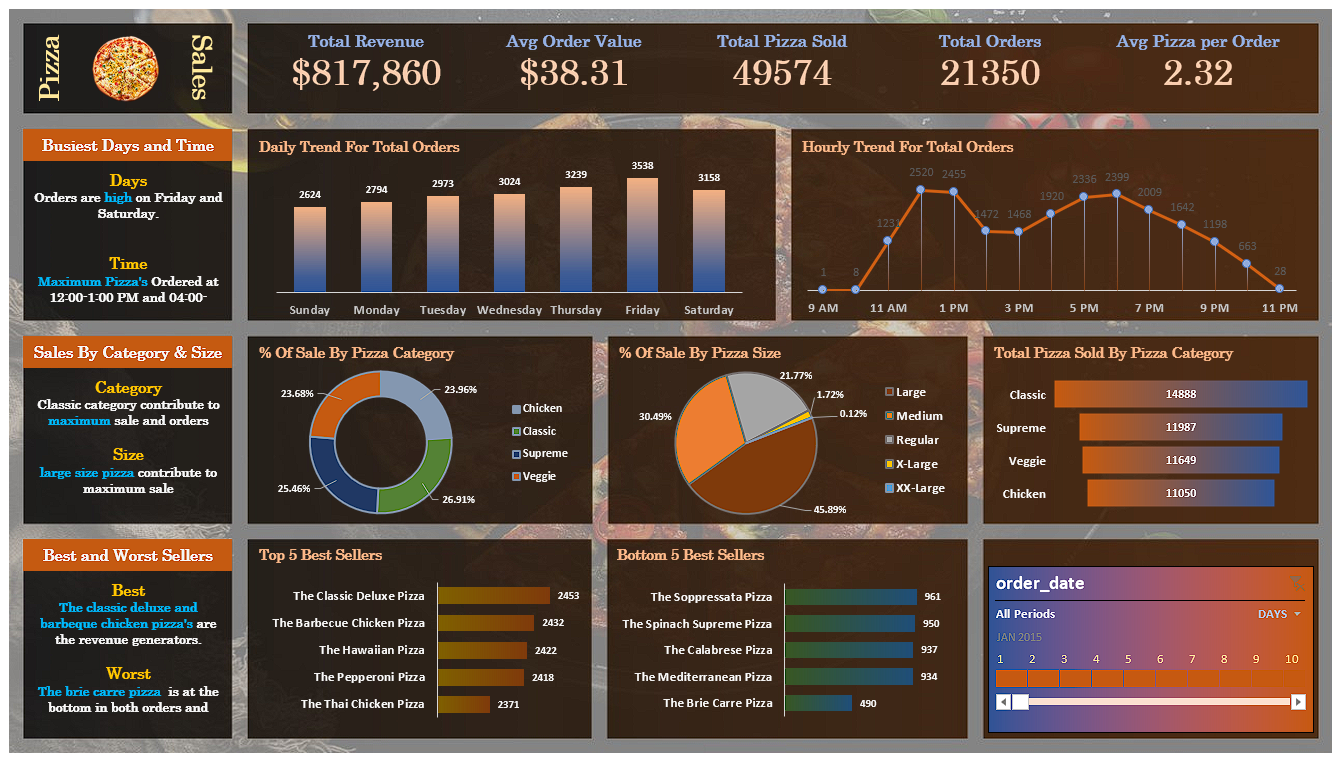 Pizza
Sales
Total Revenue
$817,860
Avg Order Value
$38.31
Total Pizza Sold
49574
Total Orders
21350
Avg Pizza per Order
2.32
Busiest Days and Time
Days
Orders are high on Friday and
Saturday.
Time
Maximum Pizza's Ordered at
12:00-1:00 PM and 04:00-
Daily Trend For Total Orders
2624
2794
2973
3024
3239
3538
3158
Sunday
Monday
Tuesday
Wednesday
Thursday
Friday
Saturday
Hourly Trend For Total Orders
1
8
1231
2520
2455
1472
1468
1920
2336
2399
2009
1642
1198
663
28
9 AM
11 AM
1 PM
3 PM
5 PM
7 PM
9 PM
11 PM
Sales By Category & Size
Category
Classic category contribute to
maximum sale and orders
Size
large size pizza contribute to
maximum sale
% Of Sale By Pizza Category
23.68%
23.96%
25.46%
26.91%
Chicken
Classic
Supreme
Veggie
% Of Sale By Pizza Size
21.77%
1.72%
0.12%
30.49%
45.89%
Large
Medium
Regular
X-Large
XX-Large
Total Pizza Sold By Pizza Category
Classic 14888
Supreme 11987
Veggie 11649
Chicken 11050
Best and Worst Sellers
Best
The classic deluxe and
barbeque chicken pizza's are
the revenue generators.
Worst
The brie carre pizza is at the
bottom in both orders and
Top 5 Best Sellers
The Classic Deluxe Pizza 2453
The Barbecue Chicken Pizza 2432
The Hawaiian Pizza 2422
The Pepperoni Pizza 2418
The Thai Chicken Pizza 2371
Bottom 5 Best Sellers
The Soppressata Pizza 961
The Spinach Supreme Pizza 950
The Calabrese Pizza 937
The Mediterranean Pizza 934
The Brie Carre Pizza 490
order_date
All Periods
DAYS
JAN 2015
1 2 3 4 5 6 7 8 9 10